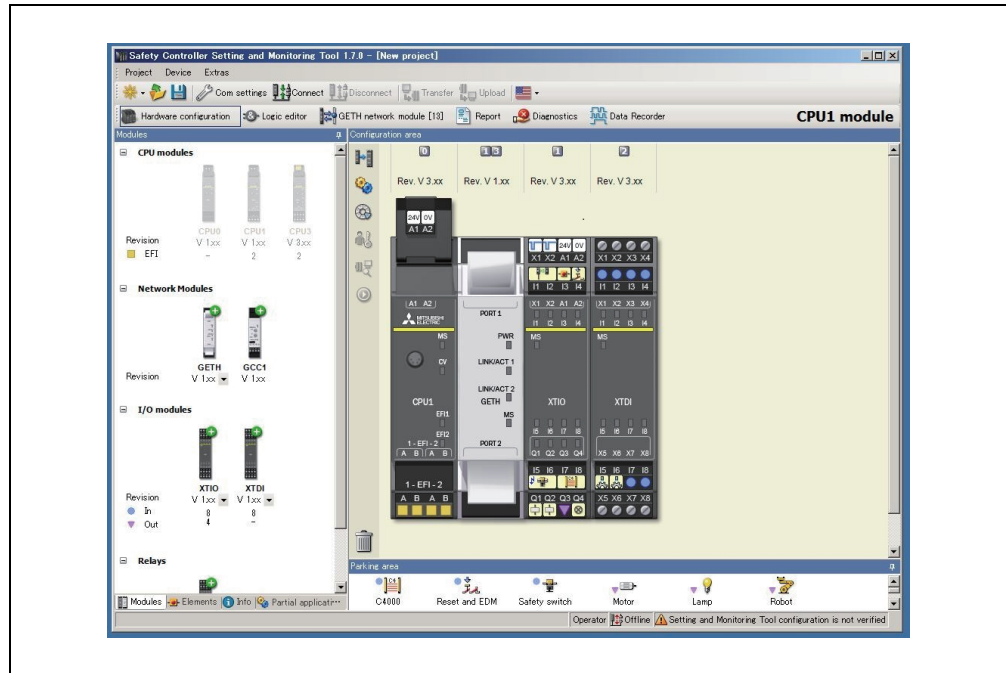 Safety Controller Setting and Monitoring Tool 1.7.0 - [New project]
Project Device Extras
Com settings Connect Disconnect Transfer Upload
Hardware configuration Logic editor GETH network module [13] Report Diagnostics Data Recorder CPU1 module
Modules
CPU modules
CPU0 CPU1 CPU3
Revision V 1.xx V 1.xx V 3.xx
EFI - 2 2
Network Modules
GETH GCC1
Revision V 1.xx V 1.xx
I/O modules
XTIO XTDI
Revision V 1.xx V 1.xx
In 8 8
Out 4 -
Relays
Modules Elements Info Partial applicatr...
Configuration area
0 13 1 2
Rev. V 3.xx Rev. V 1.xx Rev. V 3.xx Rev. V 3.xx
24V 0V
A1 A2
24V 0V
X1 X2 A1 A2 X1 X2 X3 X4
I1 I2 I3 I4 I1 I2 I3 I4
A1 A2 PORT 1 X1 X2 A1 A2 X1 X2 X3 X4
MITSUBISHI ELECTRIC I1 I2 I3 I4 I1 I2 I3 I4
MS PWR MS MS
CV LINK/ACT 1
LINK/ACT 2
CPU1 GETH XTIO XTDI
EFI1 MS
EFI2 I5 I6 I7 I8 I5 I6 I7 I8
1 - EFI - 2 PORT 2
A B A B Q1 Q2 Q3 Q4 X5 X6 X7 X8
I5 I6 I7 I8 I5 I6 I7 I8
1 - EFI - 2
A B A B Q1 Q2 Q3 Q4 X5 X6 X7 X8
Parking area
C4000 Reset and EDM Safety switch Motor Lamp Robot
Operator Offline Setting and Monitoring Tool configuration is not verified